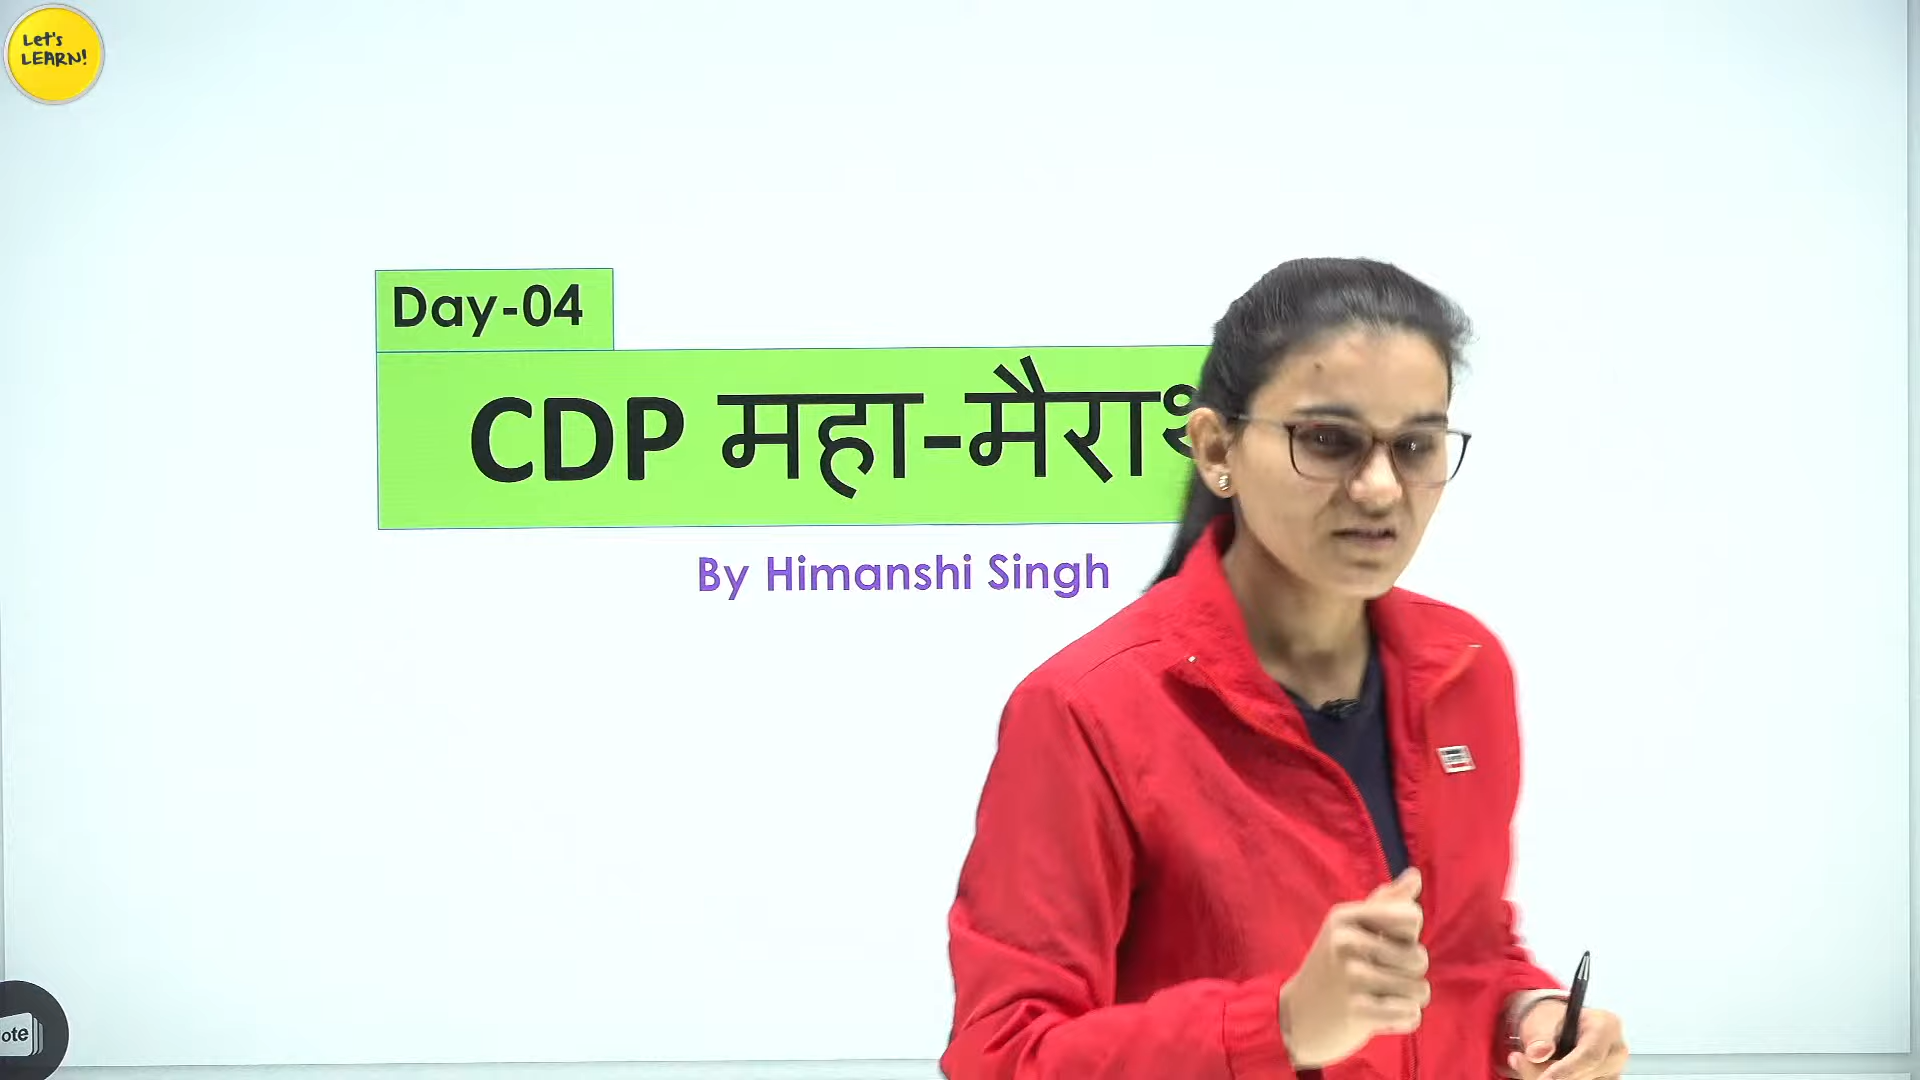 Let's
LEARN!
Day-04
CDP महा-मैरा
By Himanshi Singh
ote